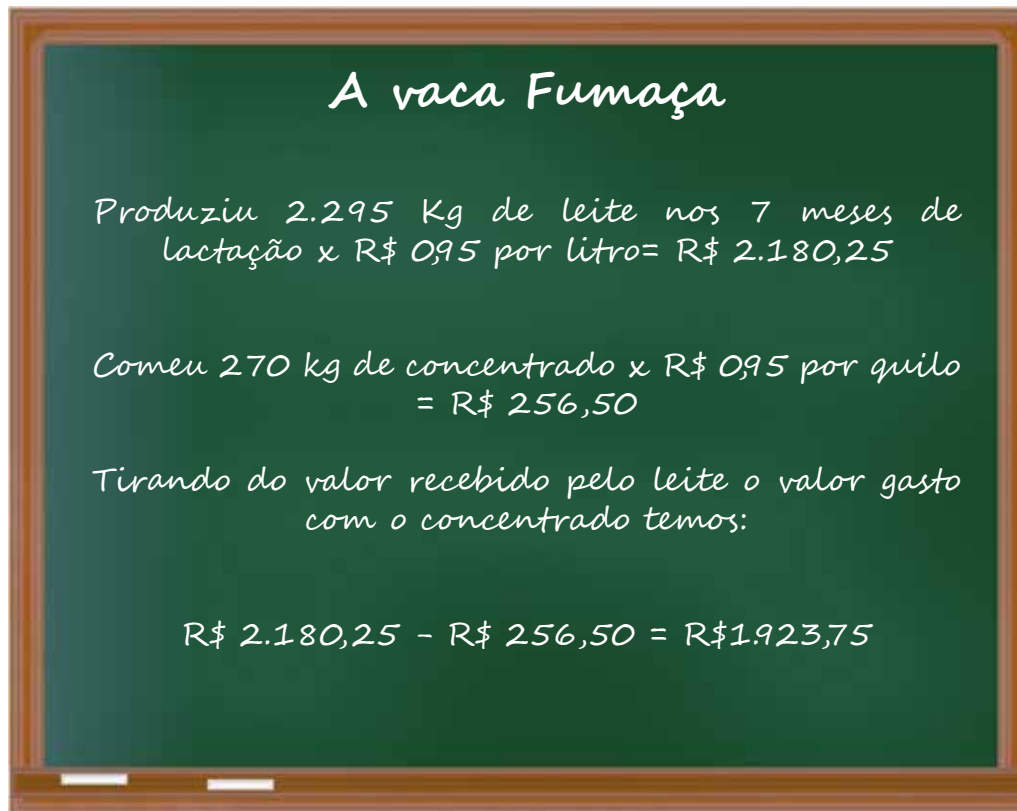 A vaca Fumaça
Produziu 2.295 Kg de leite nos 7 meses de
lactação x R$ 0,95 por litro= R$ 2.180,25
Comeu 270 kg de concentrado x R$ 0,95 por quilo
= R$ 256,50
Tirando do valor recebido pelo leite o valor gasto
com o concentrado temos:
R$ 2.180,25 - R$ 256,50 = R$1.923,75